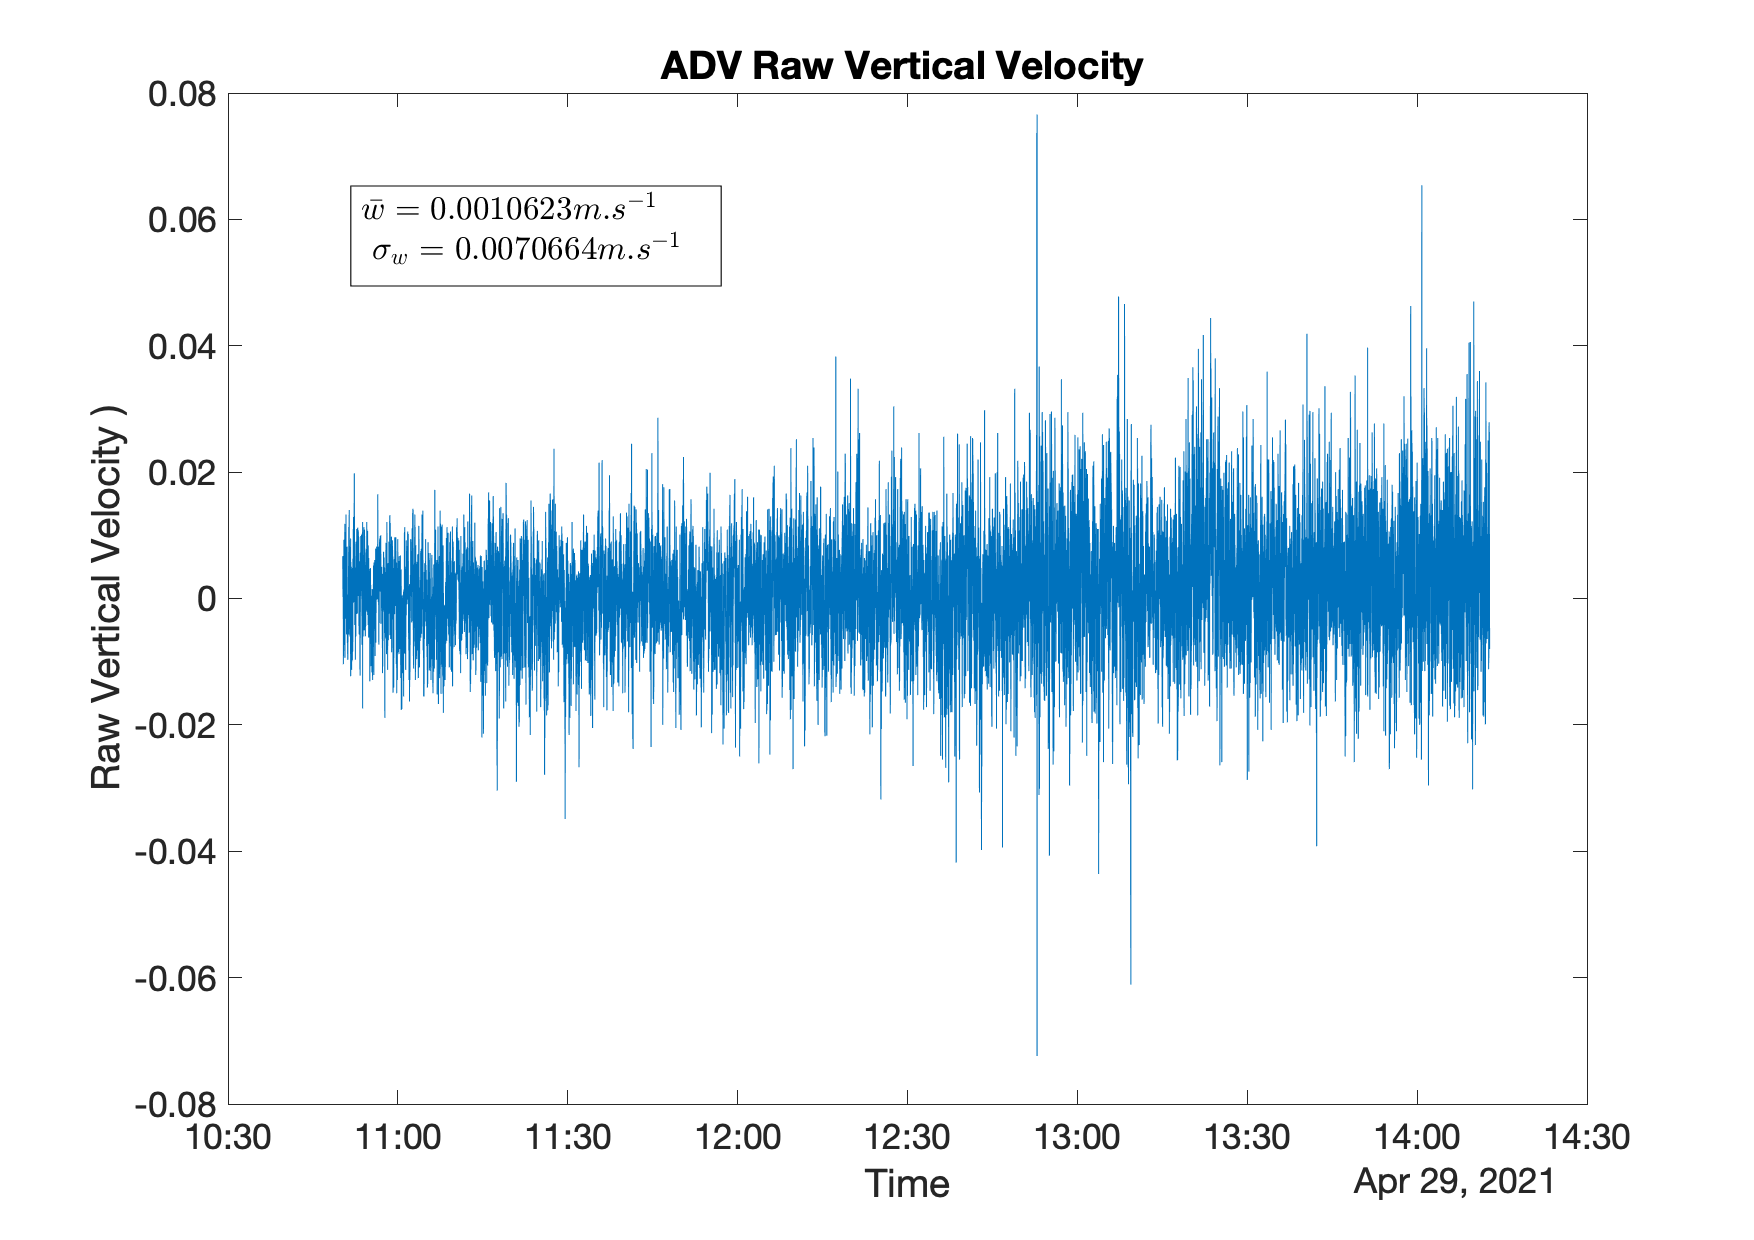 ADV Raw Vertical Velocity
0.08
0.06
0.04
0.02
0
-0.02
-0.04
-0.06
-0.08
Raw Vertical Velocity )
w̄ = 0.0010623m.s⁻¹
σ_w = 0.0070664m.s⁻¹
10:30 11:00 11:30 12:00 12:30 13:00 13:30 14:00 14:30
Time
Apr 29, 2021